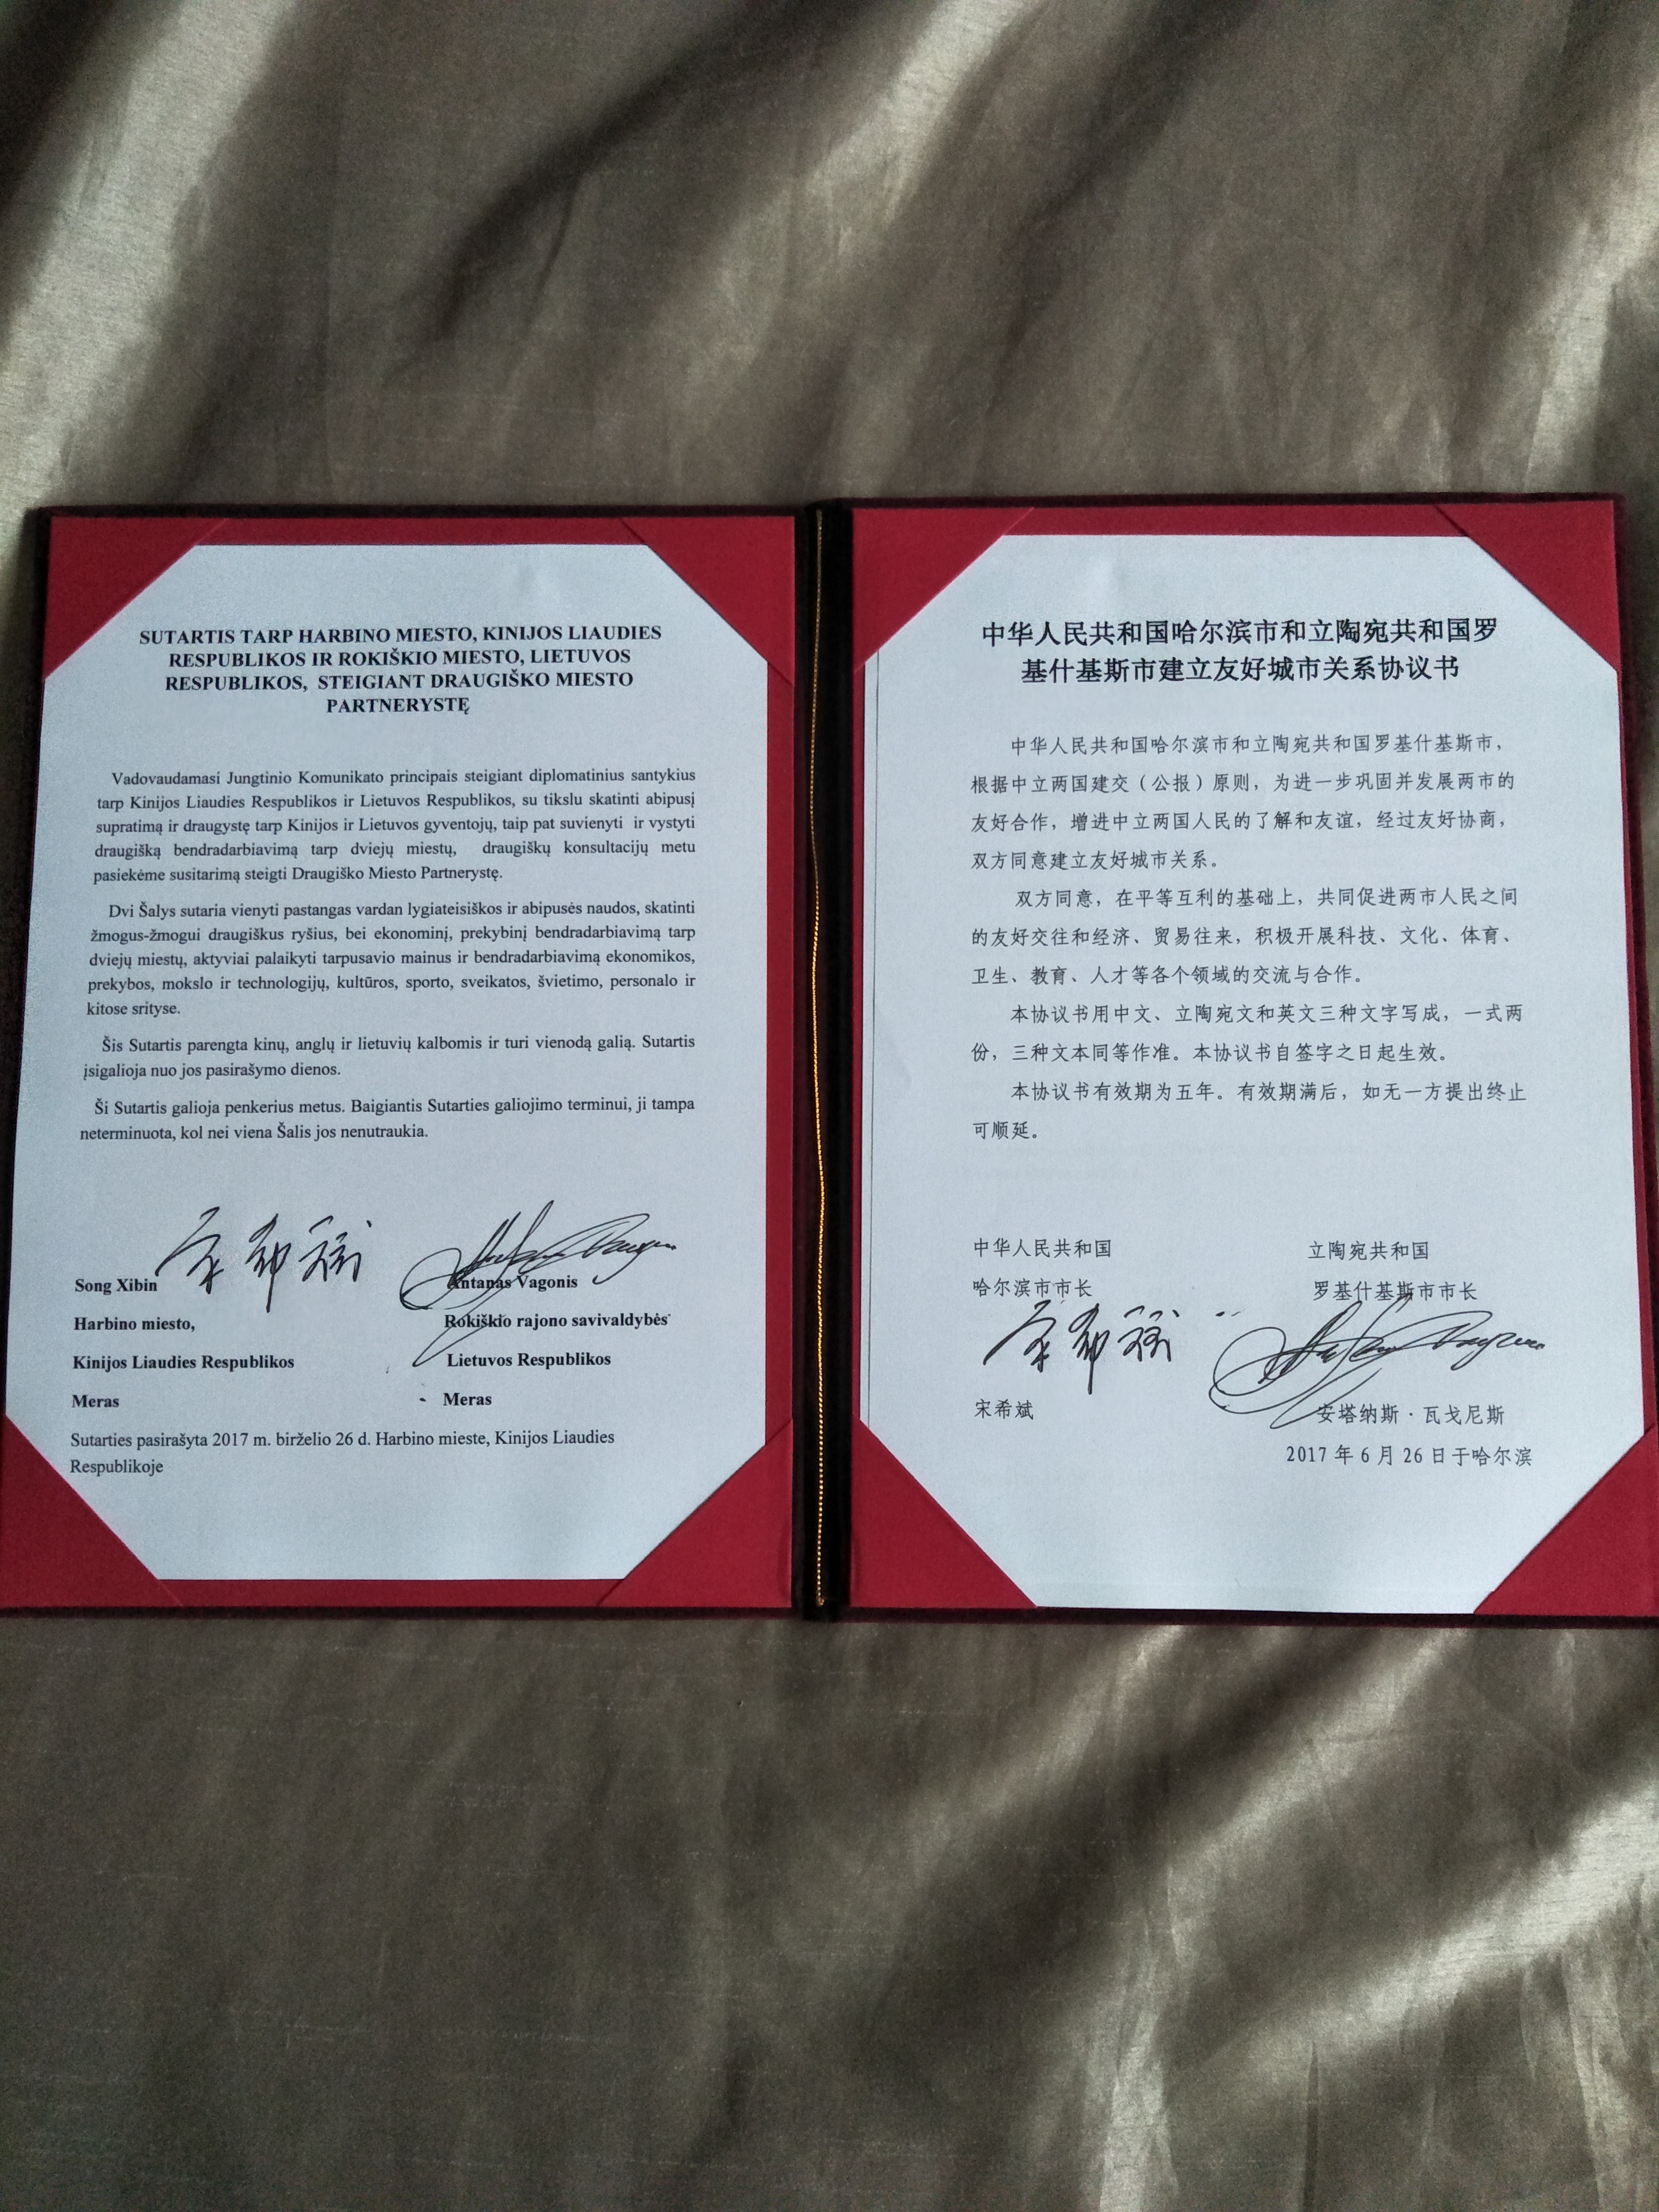 SUTARTIS TARP HARBINO MIESTO, KINIJOS LIAUDIES
RESPUBLIKOS IR ROKIŠKIO MIESTO, LIETUVOS
RESPUBLIKOS, STEIGIANT DRAUGIŠKO MIESTO
PARTNERYSTĘ
Vadovaudamasi Jungtinio Komunikato principais steigiant diplomatinius santykius
tarp Kinijos Liaudies Respublikos ir Lietuvos Respublikos, su tikslu skatinti abipusį
supratimą ir draugystę tarp Kinijos ir Lietuvos gyventojų, taip pat suvienyti ir vystyti
draugišką bendradarbiavimą tarp dviejų miestų, draugiškų konsultacijų metu
pasiekėme susitarimą steigti Draugiško Miesto Partnerystę.
Dvi Šalys sutaria vienyti pastangas vardan lygiateisiškos ir abipusės naudos, skatinti
žmogus-žmogui draugiškus ryšius, bei ekonominį, prekybinį bendradarbiavimą tarp
dviejų miestų, aktyviai palaikyti tarpusavio mainus ir bendradarbiavimą ekonomikos,
prekybos, mokslo ir technologijų, kultūros, sporto, sveikatos, švietimo, personalo ir
kitose srityse.
Šis Sutartis parengta kinų, anglų ir lietuvių kalbomis ir turi vienodą galią. Sutartis
įsigalioja nuo jos pasirašymo dienos.
Ši Sutartis galioja penkerius metus. Baigiantis Sutarties galiojimo terminui, ji tampa
neterminuota, kol nei viena Šalis jos nenutraukia.
Song Xibin Antanas Vagonis
Harbino miesto, Rokiškio rajono savivaldybės
Kinijos Liaudies Respublikos Lietuvos Respublikos
Meras - Meras
Sutarties pasirašyta 2017 m. birželio 26 d. Harbino mieste, Kinijos Liaudies
Respublikoje
中华人民共和国哈尔滨市和立陶宛共和国罗
基什基斯市建立友好城市关系协议书
中华人民共和国哈尔滨市和立陶宛共和国罗基什基斯市，
根据中立两国建交（公报）原则，为进一步巩固并发展两市的
友好合作，增进中立两国人民的了解和友谊，经过友好协商，
双方同意建立友好城市关系。
双方同意，在平等互利的基础上，共同促进两市人民之间
的友好交往和经济、贸易往来，积极开展科技、文化、体育、
卫生、教育、人才等各个领域的交流与合作。
本协议书用中文、立陶宛文和英文三种文字写成，一式两
份，三种文本同等作准。本协议书自签字之日起生效。
本协议书有效期为五年。有效期满后，如无一方提出终止
可顺延。
中华人民共和国 立陶宛共和国
哈尔滨市市长 罗基什基斯市市长
宋希斌 安塔纳斯·瓦戈尼斯
2017 年 6 月 26 日于哈尔滨